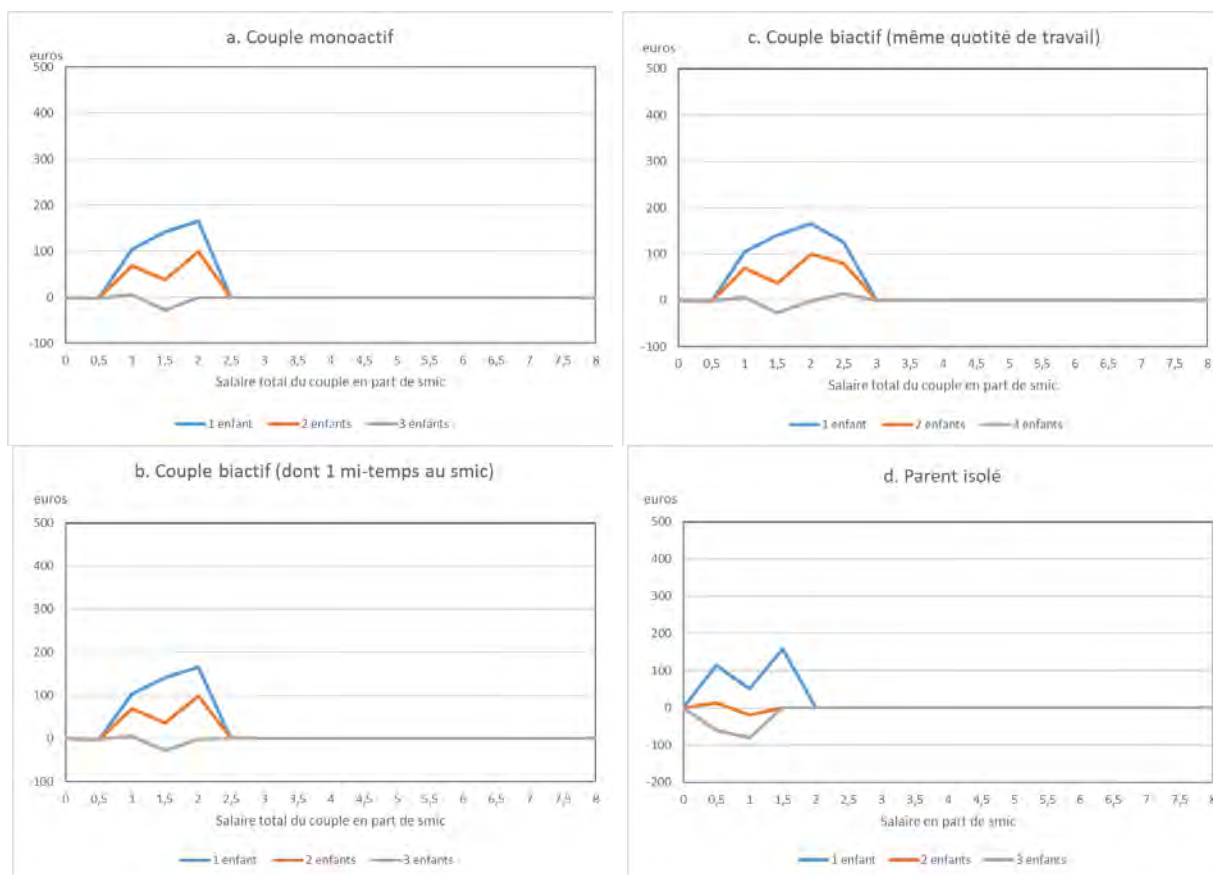 a. Couple monoactif
euros
500
400
300
200
100
0
-100
0 0,5 1 1,5 2 2,5 3 3,5 4 4,5 5 5,5 6 6,5 7 7,5 8
Salaire total du couple en part de smic
1 enfant 2 enfants 3 enfants
c. Couple biactif (même quotité de travail)
euros
500
400
300
200
100
0
-100
0 0,5 1 1,5 2 2,5 3 3,5 4 4,5 5 5,5 6 6,5 7 7,5 8
Salaire total du couple en part de smic
1 enfant 2 enfants 3 enfants
b. Couple biactif (dont 1 mi-temps au smic)
euros
500
400
300
200
100
0
-100
0 0,5 1 1,5 2 2,5 3 3,5 4 4,5 5 5,5 6 6,5 7 7,5 8
Salaire total du couple en part de smic
1 enfant 2 enfants 3 enfants
d. Parent isolé
euros
500
400
300
200
100
0
-100
-200
0 0,5 1 1,5 2 2,5 3 3,5 4 4,5 5 5,5 6 6,5 7 7,5 8
Salaire en part de smic
1 enfant 2 enfants 3 enfants